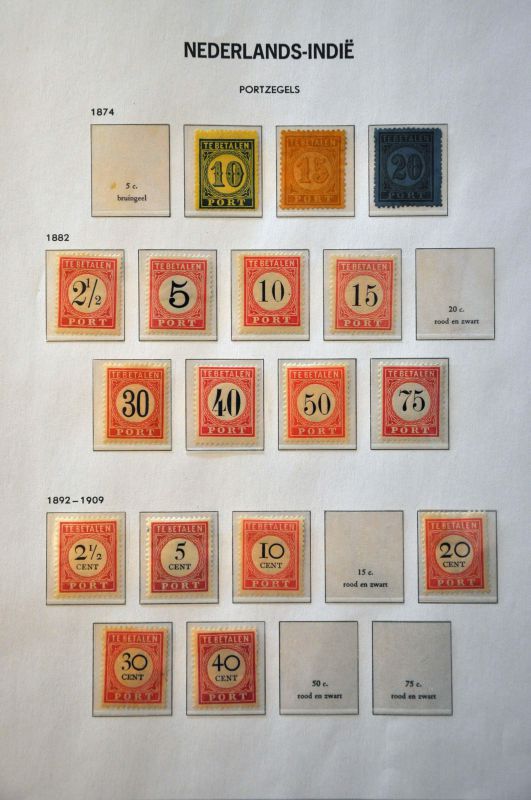 NEDERLANDS-INDIË
PORTZEGELS
1874
5 c.
bruingeel
TE BETALEN
10
PORT
TE BETALEN
15
PORT
TE BETALEN
20
PORT
1882
TE BETALEN
2½
PORT
TE BETALEN
5
PORT
TE BETALEN
10
PORT
TE BETALEN
15
PORT
20 c.
rood en zwart
TE BETALEN
30
PORT
TE BETALEN
40
PORT
TE BETALEN
50
PORT
TE BETALEN
75
PORT
1892-1909
TE BETALEN
2½
CENT
PORT
TE BETALEN
5
CENT
PORT
TE BETALEN
10
CENT
PORT
15 c.
rood en zwart
TE BETALEN
20
CENT
PORT
TE BETALEN
30
CENT
PORT
TE BETALEN
40
CENT
PORT
50 c.
rood en zwart
75 c.
rood en zwart